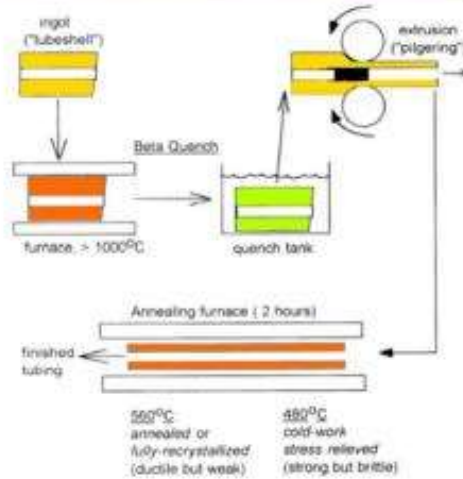 ingot
("tubeshell")
extrusion
("pilgering")
Beta Quench
furnace, > 1000°C
quench tank
Annealing furnace ( 2 hours)
finished
tubing
560°C
annealed or
fully-recrystallized
(ductile but weak)
480°C
cold-work
stress relieved
(strong but brittle)